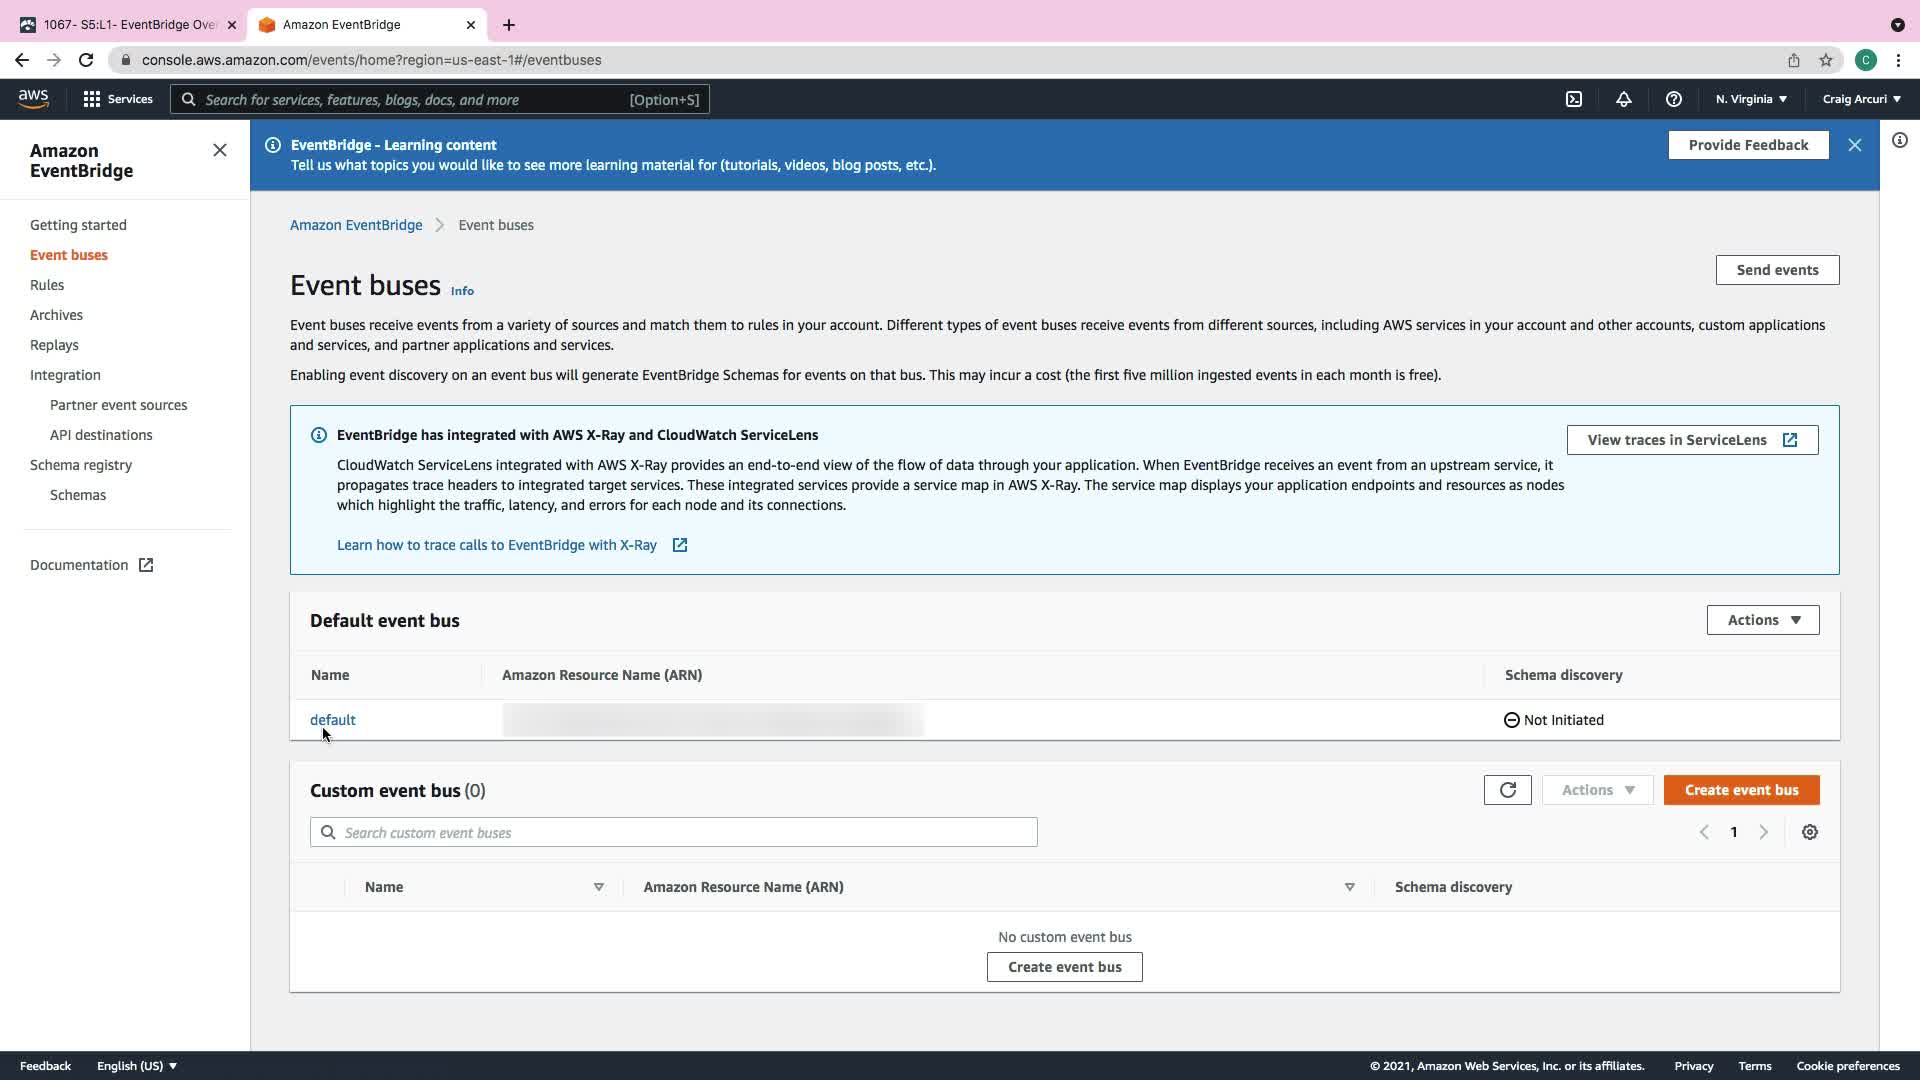 1067- S5:L1- EventBridge Over
Amazon EventBridge
console.aws.amazon.com/events/home?region=us-east-1#/eventbuses
C
aws
Services
Search for services, features, blogs, docs, and more
[Option+S]
N. Virginia
Craig Arcuri
Amazon
EventBridge
Getting started
Event buses
Rules
Archives
Replays
Integration
Partner event sources
API destinations
Schema registry
Schemas
Documentation
EventBridge - Learning content
Tell us what topics you would like to see more learning material for (tutorials, videos, blog posts, etc.).
Provide Feedback
Amazon EventBridge
Event buses
Event buses Info
Send events
Event buses receive events from a variety of sources and match them to rules in your account. Different types of event buses receive events from different sources, including AWS services in your account and other accounts, custom applications
and services, and partner applications and services.
Enabling event discovery on an event bus will generate EventBridge Schemas for events on that bus. This may incur a cost (the first five million ingested events in each month is free).
EventBridge has integrated with AWS X-Ray and CloudWatch ServiceLens
View traces in ServiceLens
CloudWatch ServiceLens integrated with AWS X-Ray provides an end-to-end view of the flow of data through your application. When EventBridge receives an event from an upstream service, it
propagates trace headers to integrated target services. These integrated services provide a service map in AWS X-Ray. The service map displays your application endpoints and resources as nodes
which highlight the traffic, latency, and errors for each node and its connections.
Learn how to trace calls to EventBridge with X-Ray
Default event bus
Actions
Name
Amazon Resource Name (ARN)
Schema discovery
default
Not Initiated
Custom event bus (0)
Actions
Create event bus
Search custom event buses
1
Name
Amazon Resource Name (ARN)
Schema discovery
No custom event bus
Create event bus
Feedback
English (US)
© 2021, Amazon Web Services, Inc. or its affiliates.
Privacy
Terms
Cookie preferences